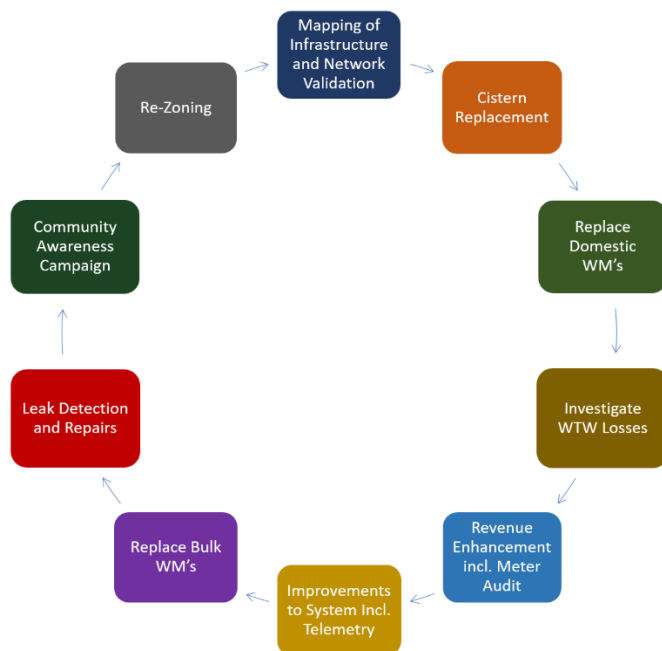 Mapping of
Infrastructure
and Network
Validation
Cistern
Replacement
Replace
Domestic
WM's
Investigate
WTW Losses
Revenue
Enhancement
incl. Meter
Audit
Improvements
to System Incl.
Telemetry
Replace Bulk
WM's
Leak Detection
and Repairs
Community
Awareness
Campaign
Re-Zoning